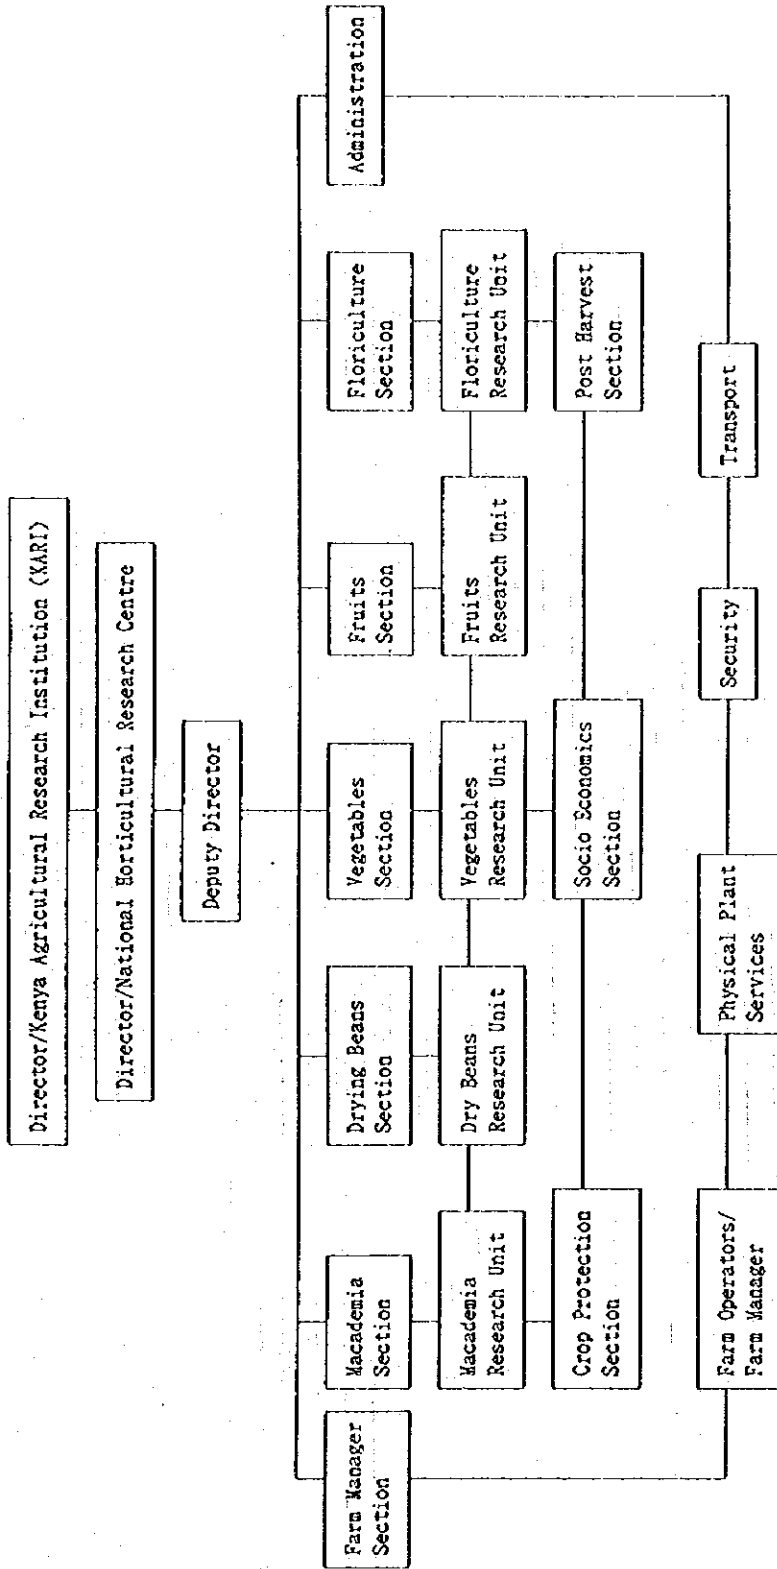 Director/Kenya Agricultural Research Institution (KARI)
Director/National Horticultural Research Centre
Deputy Director
Farm Manager
Section
Macademia
Section
Drying Beans
Section
Vegetables
Section
Fruits
Section
Floriculture
Section
Administration
Macademia
Research Unit
Dry Beans
Research Unit
Vegetables
Research Unit
Fruits
Research Unit
Floriculture
Research Unit
Crop Protection
Section
Socio Economics
Section
Post Harvest
Section
Farm Operators/
Farm Manager
Physical Plant
Services
Security
Transport